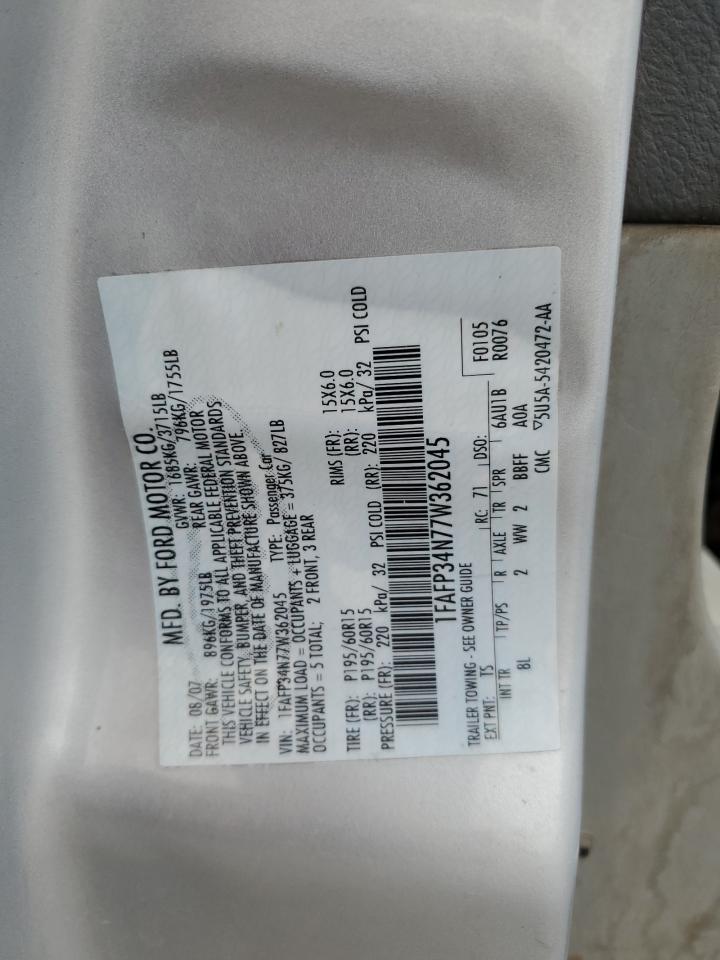 MFD. BY FORD MOTOR CO.
DATE: 08/07 GVWR: 1685KG/3715LB
FRONT GAWR: 896KG/1975LB REAR GAWR: 796KG/1755LB
THIS VEHICLE CONFORMS TO ALL APPLICABLE FEDERAL MOTOR
VEHICLE SAFETY, BUMPER, AND THEFT PREVENTION STANDARDS
IN EFFECT ON THE DATE OF MANUFACTURE SHOWN ABOVE.
VIN: 1FAFP34N77W362045 TYPE: Passenger Car
MAXIMUM LOAD = OCCUPANTS + LUGGAGE = 375KG/ 827LB
OCCUPANTS = 5 TOTAL; 2 FRONT, 3 REAR
TIRE (FR): P195/60R15 RIMS (FR): 15X6.0
(RR): P195/60R15 (RR): 15X6.0
PRESSURE (FR): 220 kPa/ 32 PSI COLD (RR): 220 kPa/ 32 PSI COLD
1FAFP34N77W362045
TRAILER TOWING - SEE OWNER GUIDE F0105
EXT PNT: TS RC: 71 DSO: R0076
INT TR TP/PS R AXLE TR SPR 6AU1B
8L 2 WW 2 BBFF AOA
CMC ▽5U5A-5420472-AA